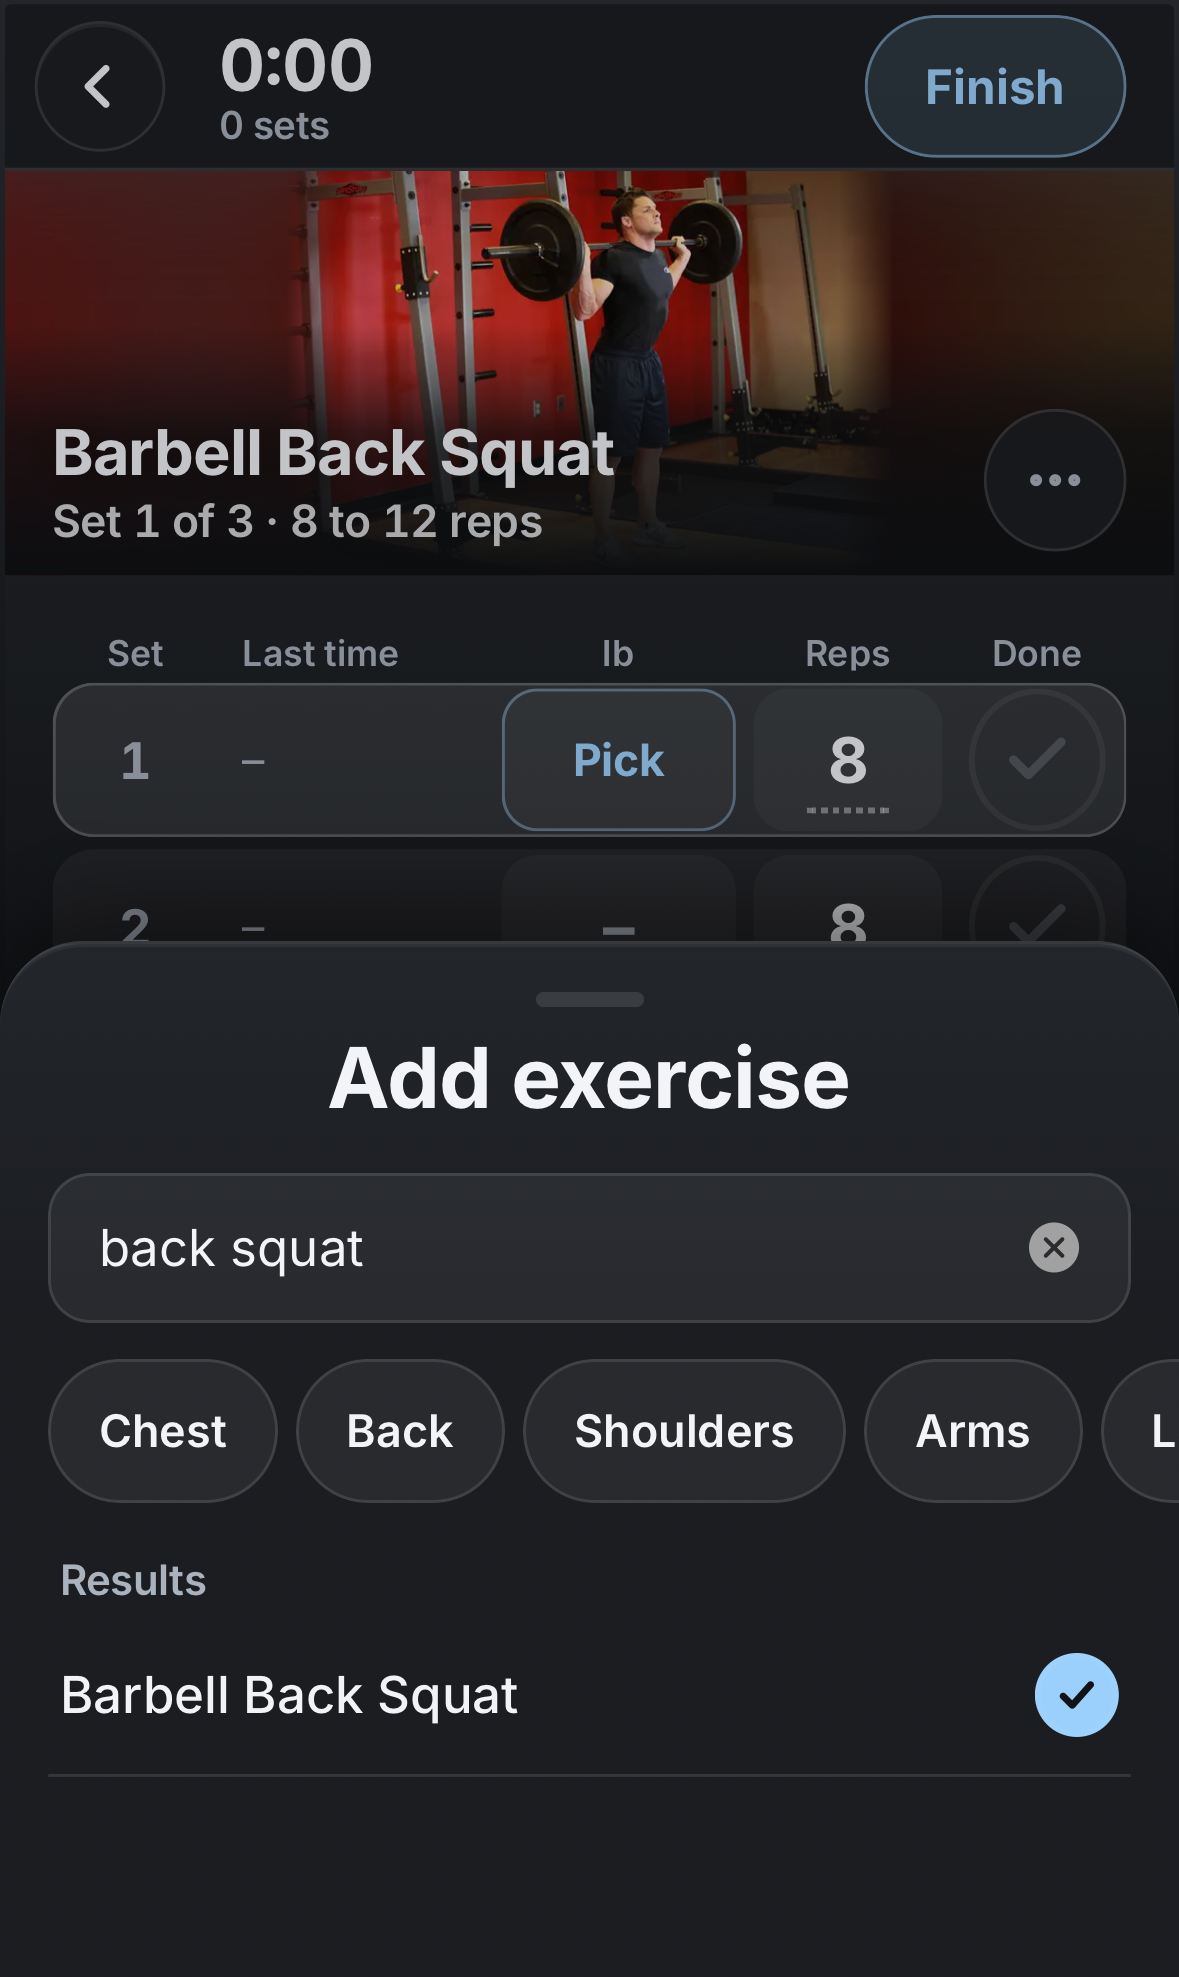 0:00
0 sets
Finish
Barbell Back Squat
Set 1 of 3 · 8 to 12 reps
Set Last time lb Reps Done
1 – Pick 8
2 – – 8
Add exercise
back squat
Chest Back Shoulders Arms L
Results
Barbell Back Squat